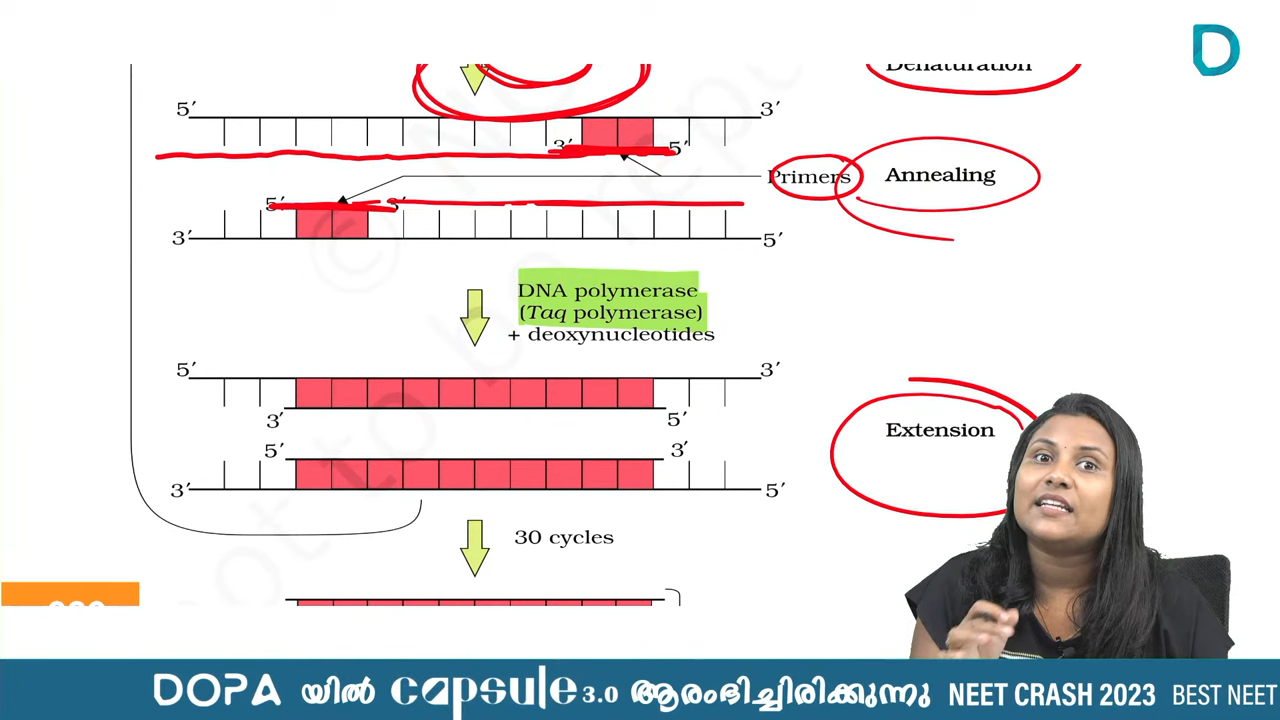 Denaturation
5′ 3′
3′ 5′
Primers Annealing
5′ 3′
3′ 5′
DNA polymerase
(Taq polymerase)
+ deoxynucleotides
5′ 3′
3′ 5′
Extension
5′ 3′
3′ 5′
30 cycles
DOPA യിൽ capsule 3.0 ആരംഭിച്ചിരിക്കുന്നു NEET CRASH 2023 BEST NEET